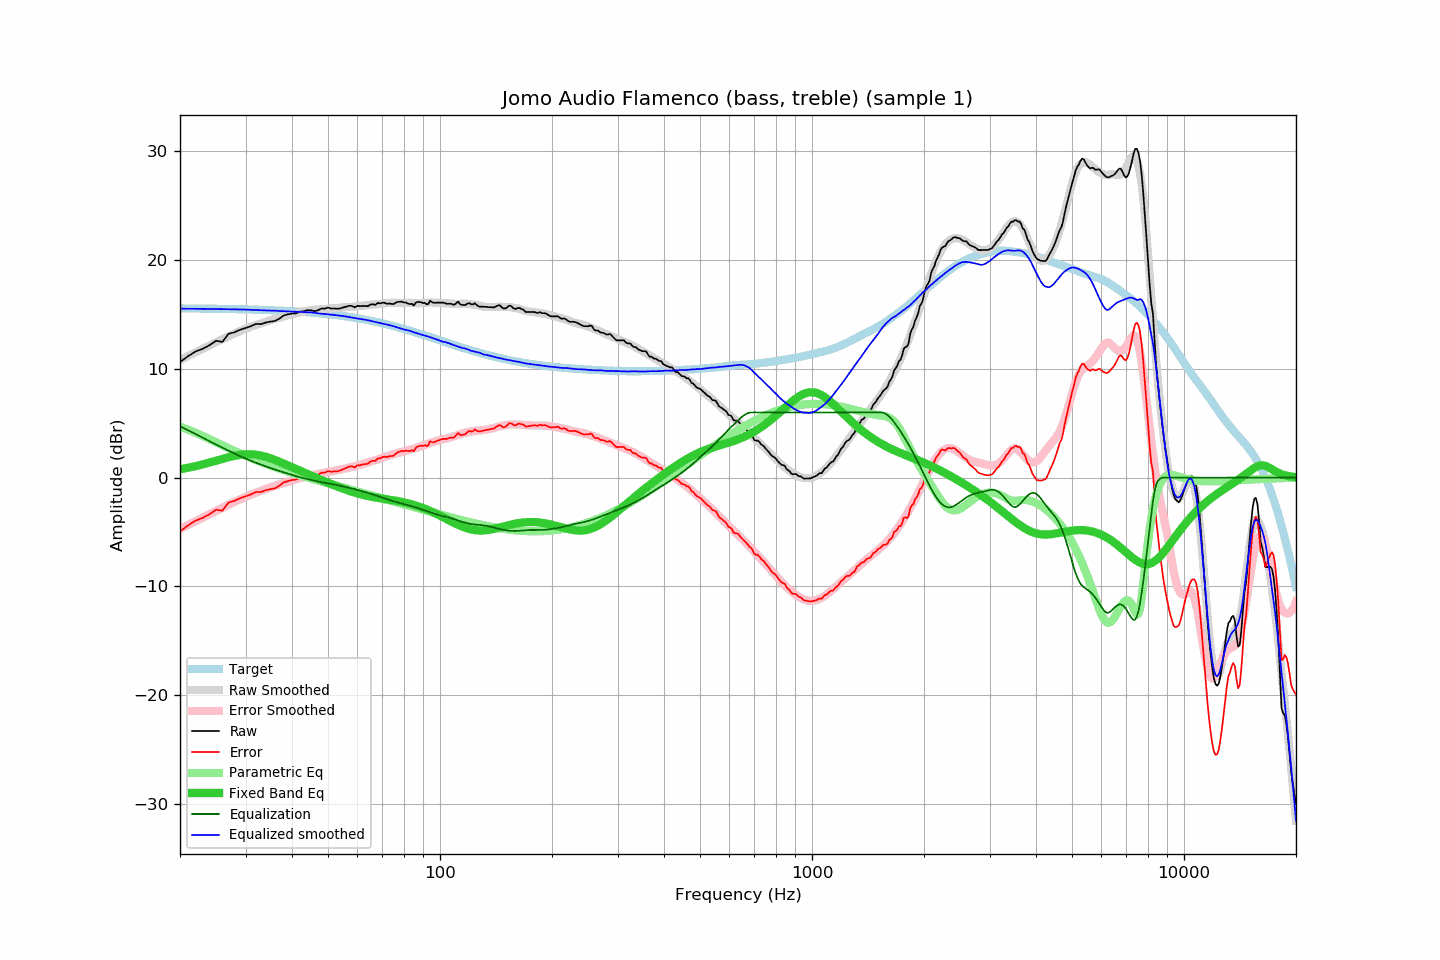 Jomo Audio Flamenco (bass, treble) (sample 1)
30
20
10
0
−10
−20
−30
Amplitude (dBr)
Target
Raw Smoothed
Error Smoothed
Raw
Error
Parametric Eq
Fixed Band Eq
Equalization
Equalized smoothed
100 1000 10000
Frequency (Hz)